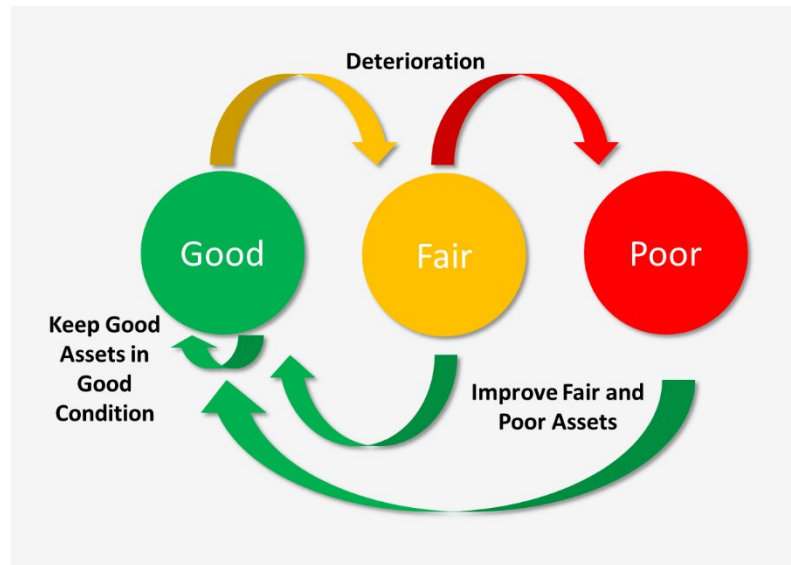 Deterioration
Good
Fair
Poor
Keep Good
Assets in
Good
Condition
Improve Fair and
Poor Assets